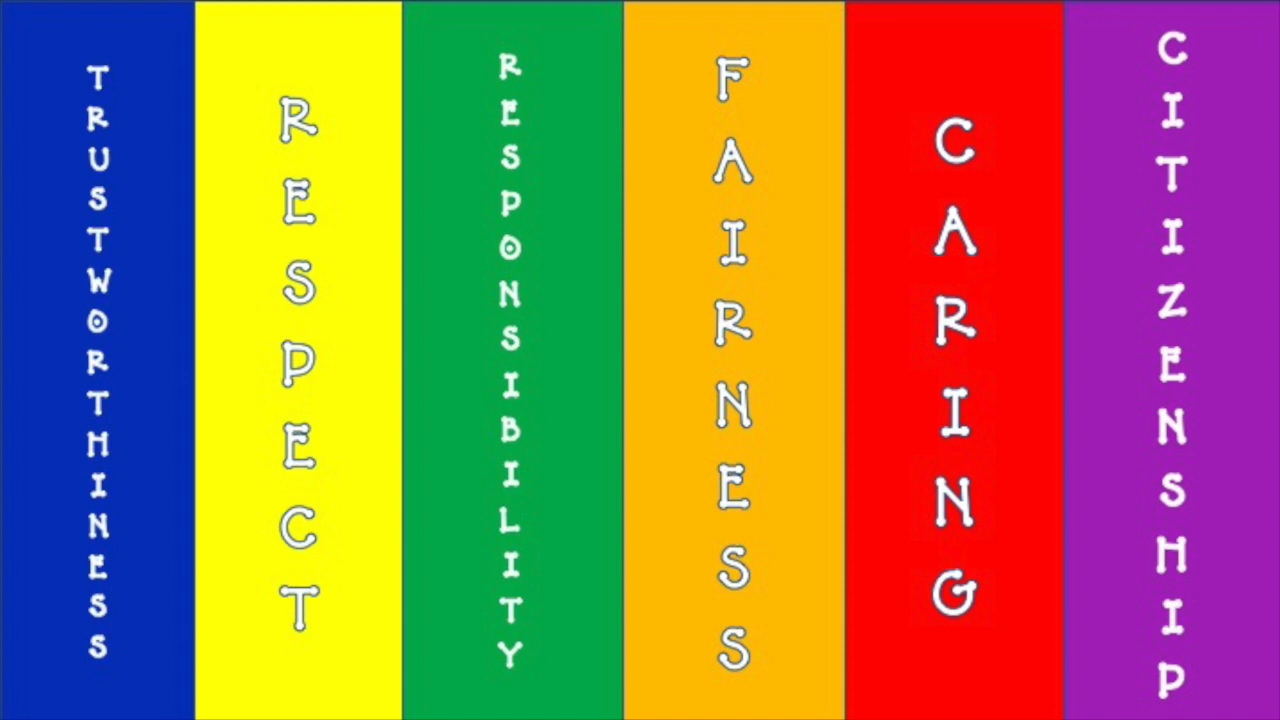 TRUSTWORTHINESS
RESPECT
RESPONSIBILITY
FAIRNESS
CARING
CITIZENSHIP